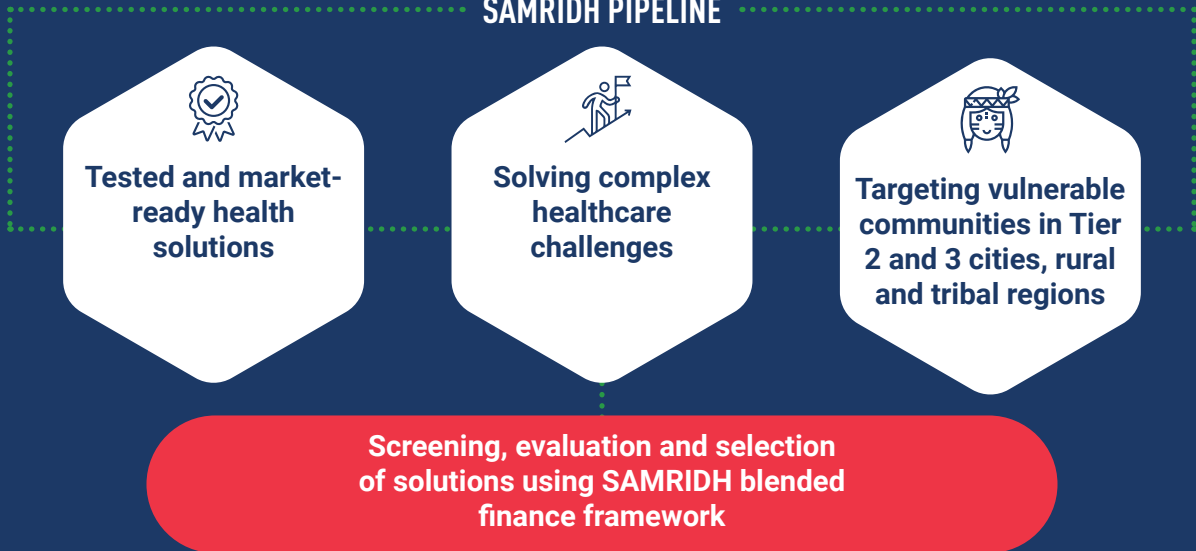 SAMRIDH PIPELINE
Tested and market-
ready health
solutions
Solving complex
healthcare
challenges
Targeting vulnerable
communities in Tier
2 and 3 cities, rural
and tribal regions
Screening, evaluation and selection
of solutions using SAMRIDH blended
finance framework